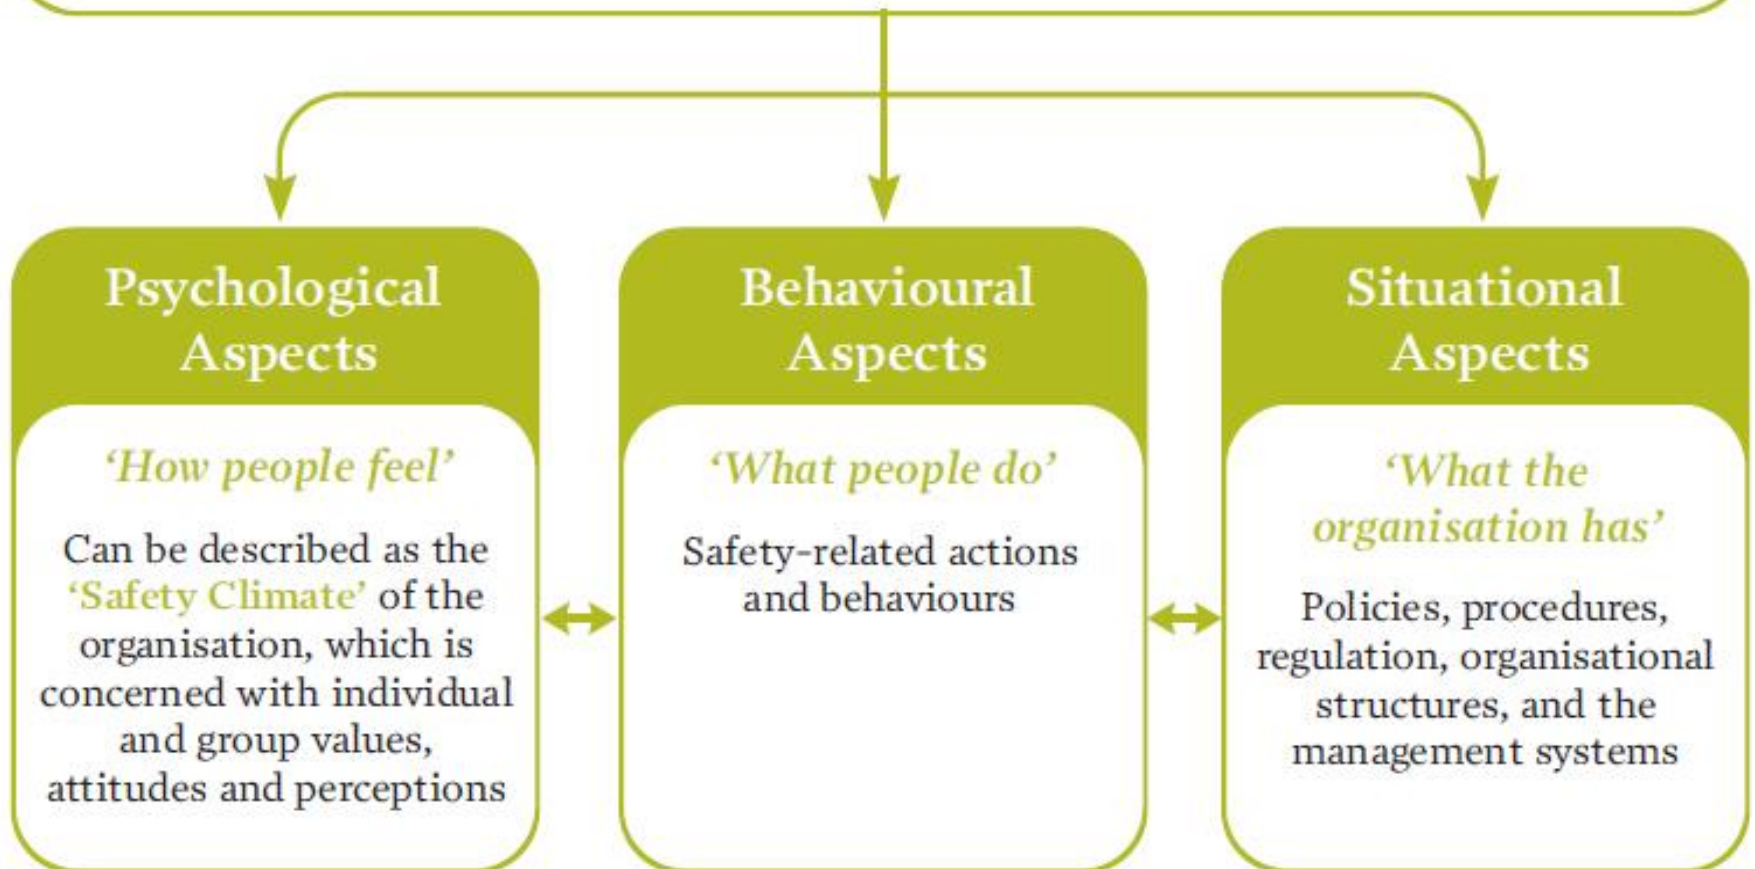 Psychological
Aspects
‘How people feel’
Can be described as the
‘Safety Climate’ of the
organisation, which is
concerned with individual
and group values,
attitudes and perceptions
Behavioural
Aspects
‘What people do’
Safety-related actions
and behaviours
Situational
Aspects
‘What the
organisation has’
Policies, procedures,
regulation, organisational
structures, and the
management systems